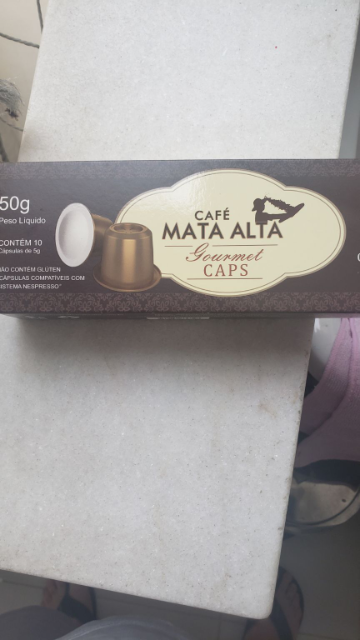 50g
Peso Líquido
CONTÉM 10
Cápsulas de 5g
NÃO CONTÉM GLÚTEN
CÁPSULAS COMPATÍVEIS COM
SISTEMA NESPRESSO*
CAFÉ
MATA ALTA
Gourmet
CAPS